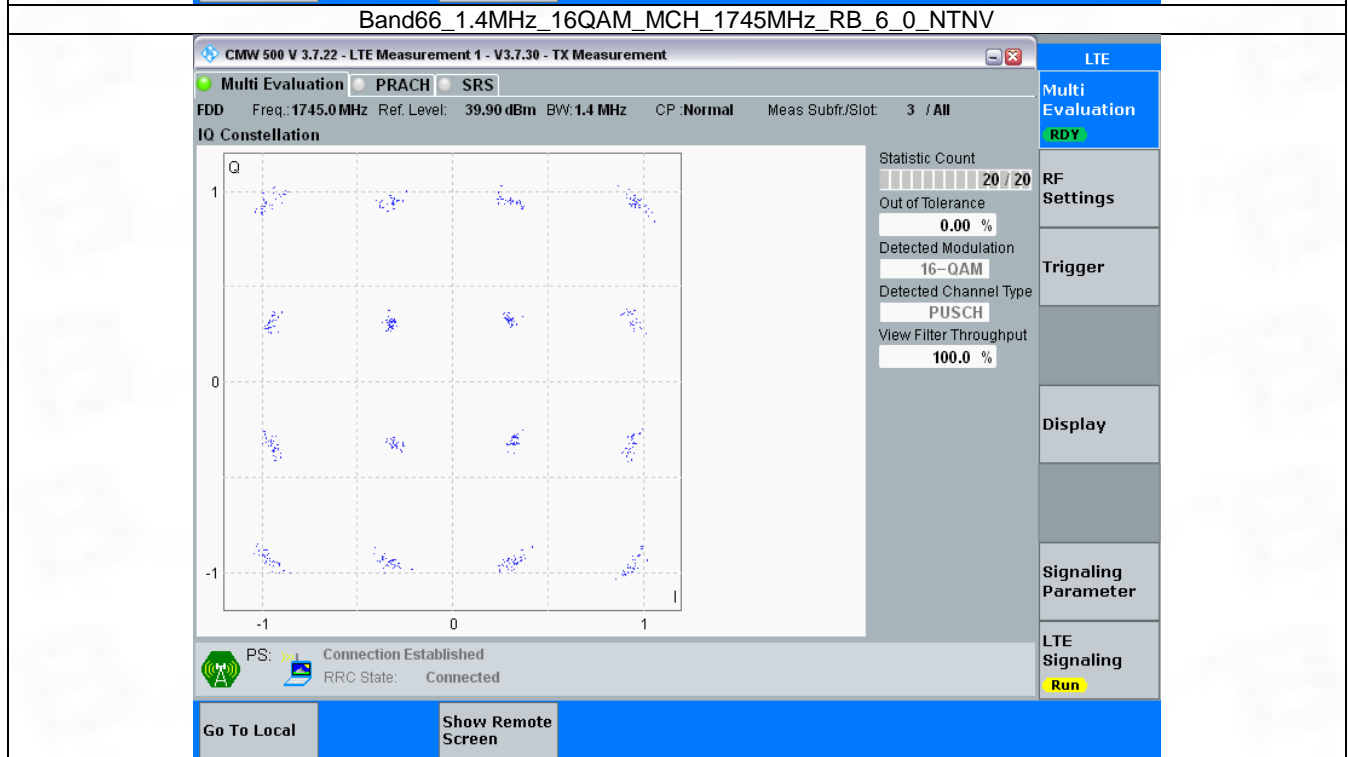 Band66_1.4MHz_16QAM_MCH_1745MHz_RB_6_0_NTNV
CMW 500 V 3.7.22 - LTE Measurement 1 - V3.7.30 - TX Measurement
LTE
Multi Evaluation PRACH SRS
Multi
Evaluation
RDY
FDD Freq.:1745.0 MHz Ref. Level: 39.90 dBm BW:1.4 MHz CP :Normal Meas Subfr./Slot: 3 / All
IQ Constellation
Q
1
0
-1
I
-1 0 1
Statistic Count
20 / 20
Out of Tolerance
0.00 %
Detected Modulation
16-QAM
Detected Channel Type
PUSCH
View Filter Throughput
100.0 %
RF
Settings
Trigger
Display
Signaling
Parameter
LTE
Signaling
Run
PS: Connection Established
RRC State: Connected
Go To Local
Show Remote
Screen